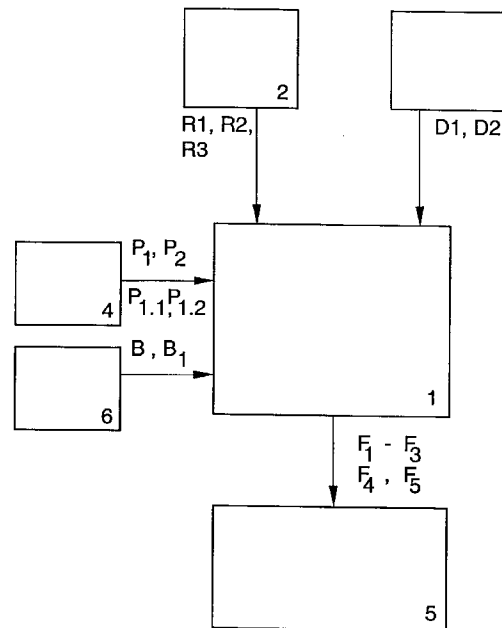 2
R1, R2,
R3
D1, D2
P₁, P₂
P₁.₁, P₁.₂
4
B , B₁
6
1
F₁ - F₃
F₄ , F₅
5